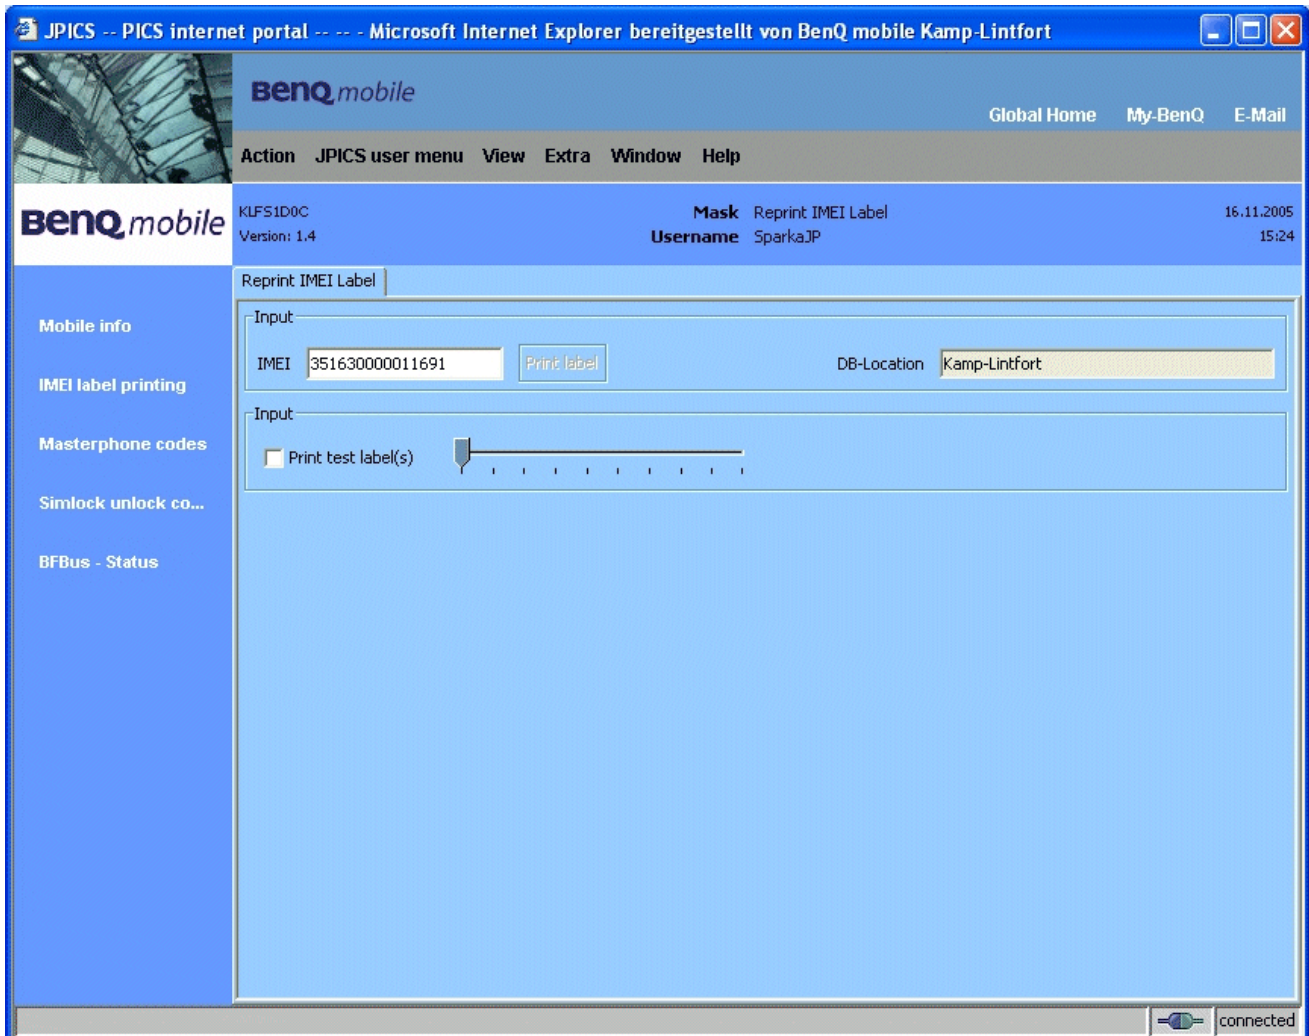 JPICS -- PICS internet portal -- -- - Microsoft Internet Explorer bereitgestellt von BenQ mobile Kamp-Lintfort
BenQ mobile
Global Home My-BenQ E-Mail
Action JPICS user menu View Extra Window Help
BenQ mobile
KLFS1D0C Mask Reprint IMEI Label 16.11.2005
Version: 1.4 Username SparkaJP 15:24
Reprint IMEI Label
Mobile info
IMEI label printing
Masterphone codes
Simlock unlock co...
BFBus - Status
Input
IMEI 351630000011691 Print label DB-Location Kamp-Lintfort
Input
Print test label(s)
connected